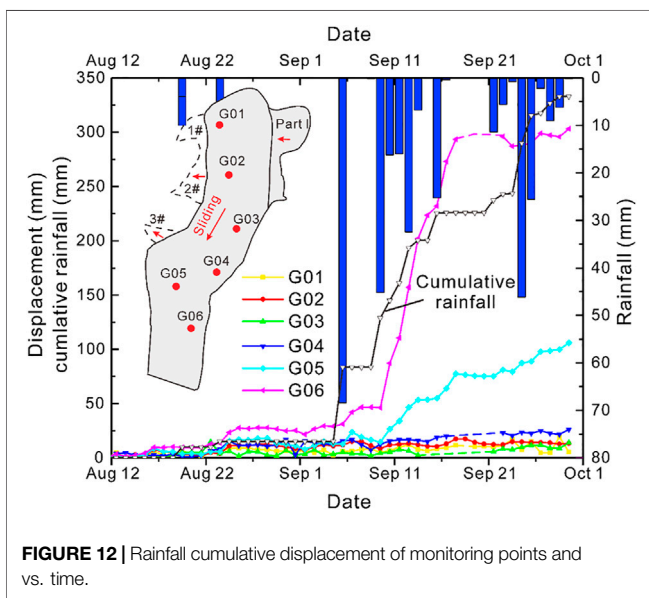 Date
Aug 12 Aug 22 Sep 1 Sep 11 Sep 21 Oct 1
350 0
300 10
250 20
200 30
150 40
100 50
50 60
0 70
80
Displacement (mm)
cumlative rainfall (mm)
Rainfall (mm)
G01
1#
Part I
G02
2#
3#
Sliding
G03
G04
G05
G06
G01
G02
G03
G04
G05
G06
Cumulative
rainfall
Aug 12 Aug 22 Sep 1 Sep 11 Sep 21 Oct 1
Date
FIGURE 12 | Rainfall cumulative displacement of monitoring points and
vs. time.